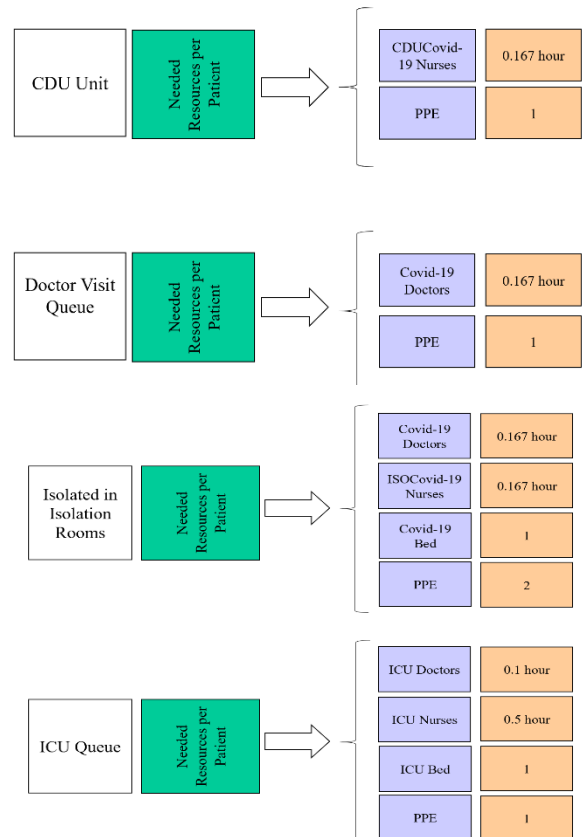 CDU Unit
Needed
Resources per
Patient
CDUCovid-
19 Nurses
0.167 hour
PPE
1
Doctor Visit
Queue
Needed
Resources per
Patient
Covid-19
Doctors
0.167 hour
PPE
1
Isolated in
Isolation
Rooms
Needed
Resources per
Patient
Covid-19
Doctors
0.167 hour
ISOCovid-19
Nurses
0.167 hour
Covid-19
Bed
1
PPE
2
ICU Queue
Needed
Resources per
Patient
ICU Doctors
0.1 hour
ICU Nurses
0.5 hour
ICU Bed
1
PPE
1